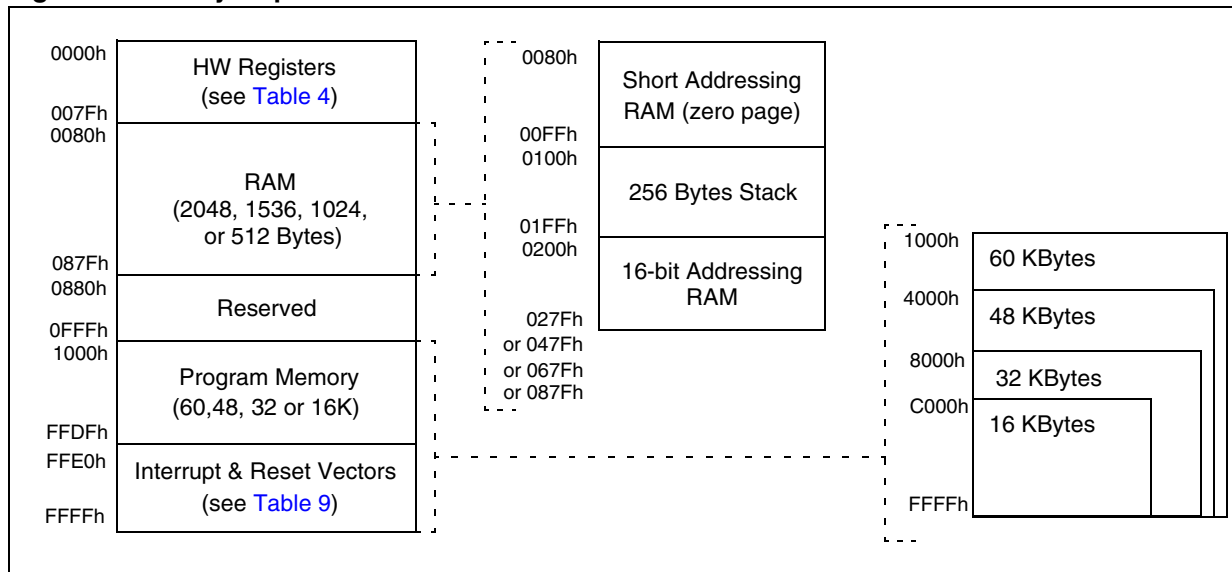 0000h
HW Registers
(see Table 4)
007Fh
0080h
RAM
(2048, 1536, 1024,
or 512 Bytes)
087Fh
0880h
Reserved
0FFFh
1000h
Program Memory
(60,48, 32 or 16K)
FFDFh
FFE0h
Interrupt & Reset Vectors
(see Table 9)
FFFFh
0080h
Short Addressing
RAM (zero page)
00FFh
0100h
256 Bytes Stack
01FFh
0200h
16-bit Addressing
RAM
027Fh
or 047Fh
or 067Fh
or 087Fh
1000h
60 KBytes
4000h
48 KBytes
8000h
32 KBytes
C000h
16 KBytes
FFFFh